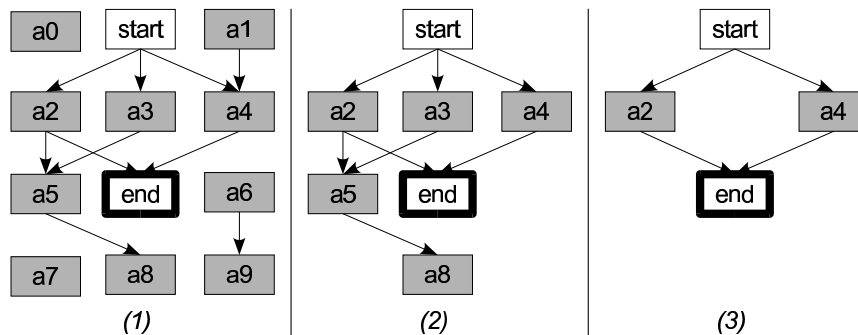 a0 start a1
a2 a3 a4
a5 end a6
a7 a8 a9
(1)
start
a2 a3 a4
a5 end
a8
(2)
start
a2 a4
end
(3)